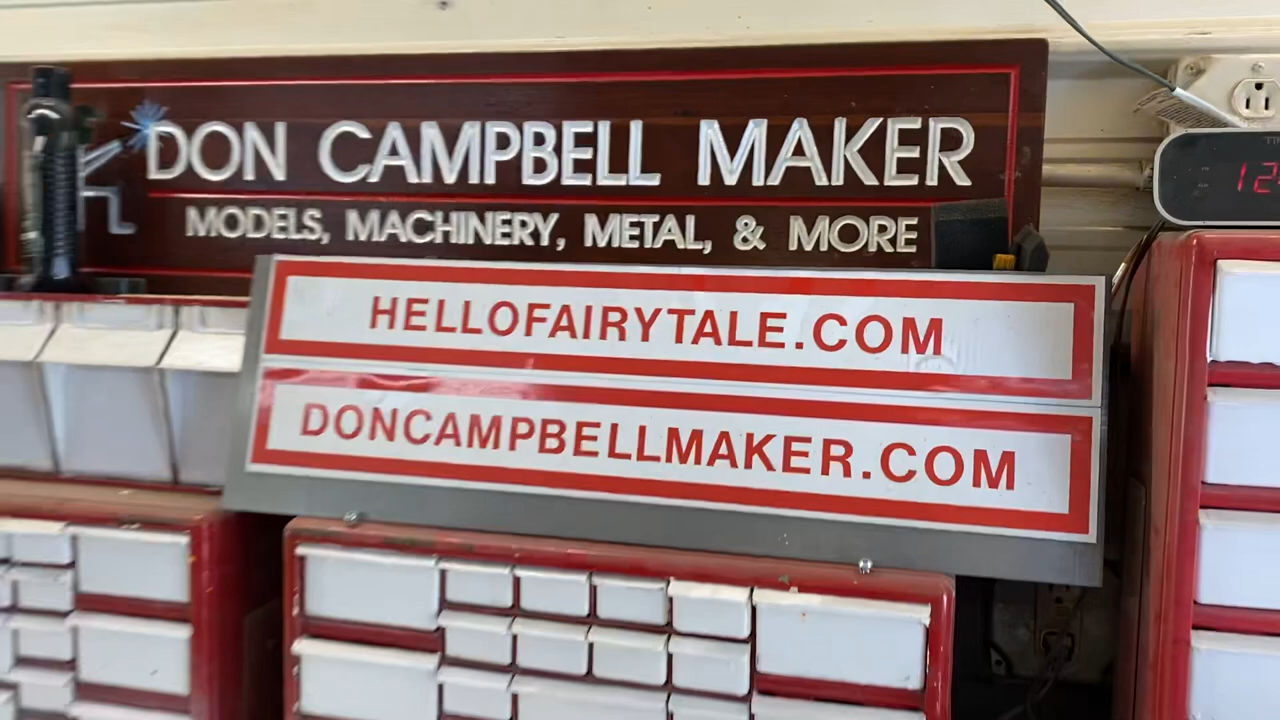 DON CAMPBELL MAKER
MODELS, MACHINERY, METAL, & MORE
HELLOFAIRYTALE.COM
DONCAMPBELLMAKER.COM